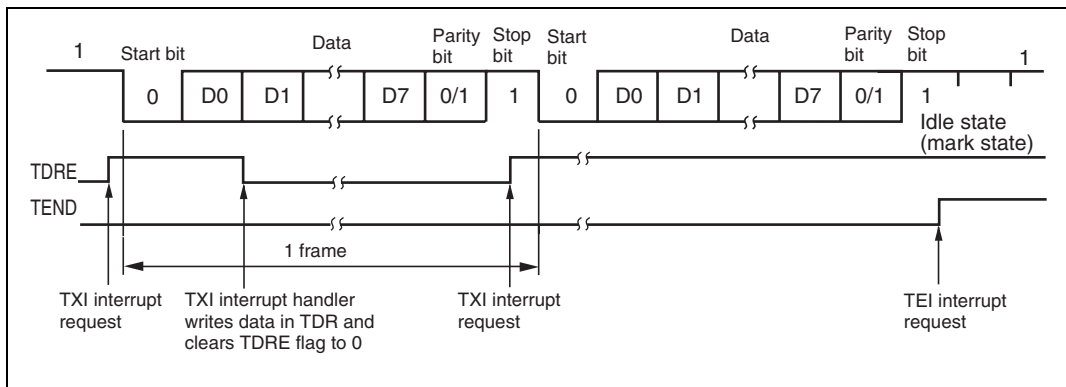 1 Start bit Data Parity bit Stop bit Start bit Data Parity bit Stop bit 1
0 D0 D1 D7 0/1 1 0 D0 D1 D7 0/1 1
Idle state
(mark state)
TDRE
TEND
1 frame
TXI interrupt
request
TXI interrupt handler
writes data in TDR and
clears TDRE flag to 0
TXI interrupt
request
TEI interrupt
request